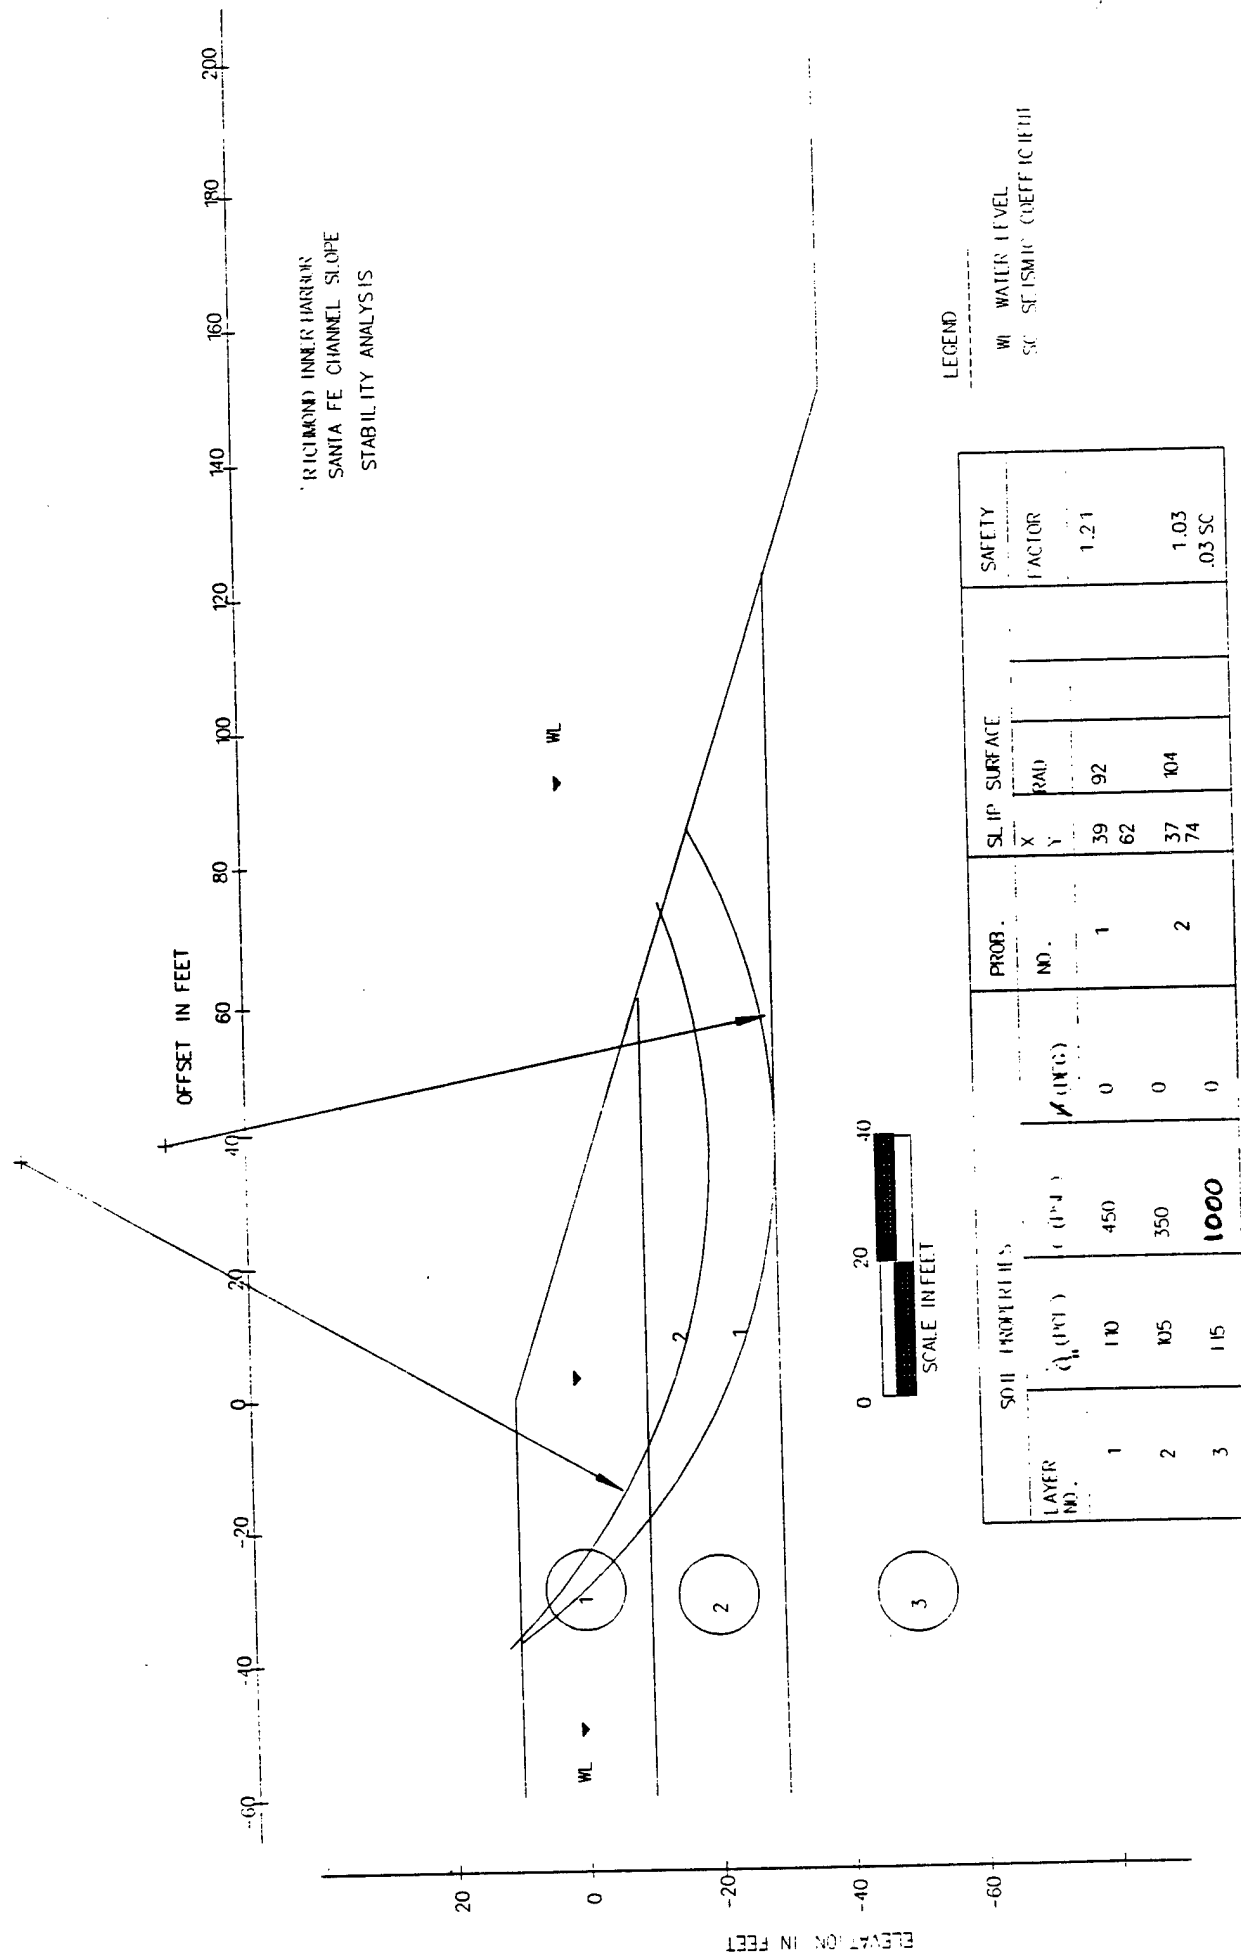 OFFSET IN FEET
-60 -40 -20 0 20 40 60 80 100 120 140 160 180 200
RICHMOND INNER HARBOR
SANTA FE CHANNEL SLOPE
STABILITY ANALYSIS
ELEVATION IN FEET
20
0
-20
-40
-60
WL
WL
1
2
3
2
1
0 20 40
SCALE IN FEET
LEGEND
WL WATER LEVEL
SC SEISMIC COEFFICIENT
SOIL PROPERTIES PROB. SLIP SURFACE SAFETY
LAYER NO. (PCF) C (PSF) (DEG) NO. X Y RAD FACTOR
1 110 450 0 1 39 62 92 1.21
2 105 350 0 2 37 74 104 1.03
3 115 1000 0 .03 SC